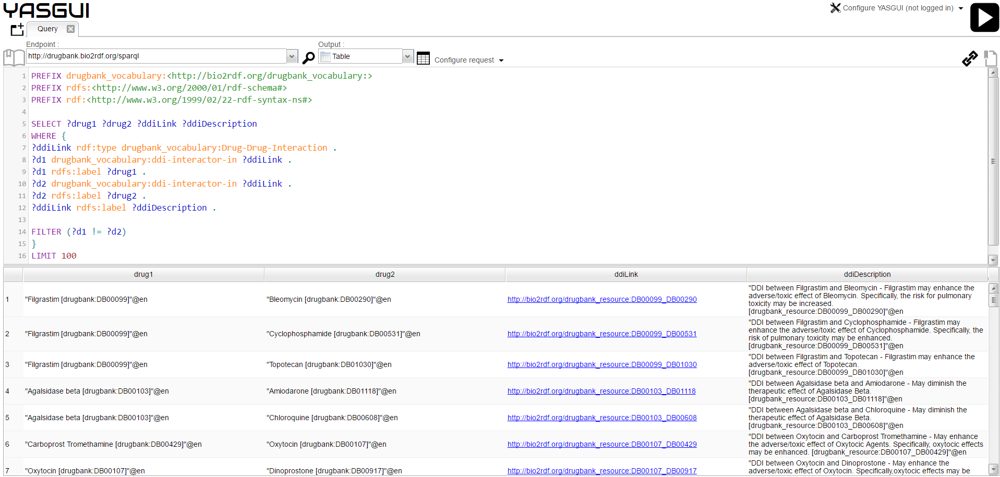 YASGUI
Configure YASGUI (not logged in)
Query
Endpoint :
Output :
http://drugbank.bio2rdf.org/sparql
Table
Configure request
1 PREFIX drugbank_vocabulary:<http://bio2rdf.org/drugbank_vocabulary:>
2 PREFIX rdfs:<http://www.w3.org/2000/01/rdf-schema#>
3 PREFIX rdf:<http://www.w3.org/1999/02/22-rdf-syntax-ns#>
4
5 SELECT ?drug1 ?drug2 ?ddiLink ?ddiDescription
6 WHERE {
7 ?ddiLink rdf:type drugbank_vocabulary:Drug-Drug-Interaction .
8 ?d1 drugbank_vocabulary:ddi-interactor-in ?ddiLink .
9 ?d1 rdfs:label ?drug1 .
10 ?d2 drugbank_vocabulary:ddi-interactor-in ?ddiLink .
11 ?d2 rdfs:label ?drug2 .
12 ?ddiLink rdfs:label ?ddiDescription .
13
14 FILTER (?d1 != ?d2)
15 }
16 LIMIT 100
drug1 drug2 ddiLink ddiDescription
1 "Filgrastim [drugbank:DB00099]"@en "Bleomycin [drugbank:DB00290]"@en http://bio2rdf.org/drugbank_resource:DB00099_DB00290
"DDI between Filgrastim and Bleomycin - Filgrastim may enhance the
adverse/toxic effect of Bleomycin. Specifically, the risk for pulmonary
toxicity may be increased.
[drugbank_resource:DB00099_DB00290]"@en
2 "Filgrastim [drugbank:DB00099]"@en "Cyclophosphamide [drugbank:DB00531]"@en http://bio2rdf.org/drugbank_resource:DB00099_DB00531
"DDI between Filgrastim and Cyclophosphamide - Filgrastim may
enhance the adverse/toxic effect of Cyclophosphamide. Specifically, the
risk of pulmonary toxicity may be enhanced.
[drugbank_resource:DB00099_DB00531]"@en
3 "Filgrastim [drugbank:DB00099]"@en "Topotecan [drugbank:DB01030]"@en http://bio2rdf.org/drugbank_resource:DB00099_DB01030
"DDI between Filgrastim and Topotecan - Filgrastim may enhance the
adverse/toxic effect of Topotecan.
[drugbank_resource:DB00099_DB01030]"@en
4 "Agalsidase beta [drugbank:DB00103]"@en "Amiodarone [drugbank:DB01118]"@en http://bio2rdf.org/drugbank_resource:DB00103_DB01118
"DDI between Agalsidase beta and Amiodarone - May diminish the
therapeutic effect of Agalsidase Beta.
[drugbank_resource:DB00103_DB01118]"@en
5 "Agalsidase beta [drugbank:DB00103]"@en "Chloroquine [drugbank:DB00608]"@en http://bio2rdf.org/drugbank_resource:DB00103_DB00608
"DDI between Agalsidase beta and Chloroquine - May diminish the
therapeutic effect of Agalsidase Beta.
[drugbank_resource:DB00103_DB00608]"@en
6 "Carboprost Tromethamine [drugbank:DB00429]"@en "Oxytocin [drugbank:DB00107]"@en http://bio2rdf.org/drugbank_resource:DB00107_DB00429
"DDI between Oxytocin and Carboprost Tromethamine - May enhance
the adverse/toxic effect of Oxytocic Agents. Specifically, oxytocic effects
may be enhanced. [drugbank_resource:DB00107_DB00429]"@en
7 "Oxytocin [drugbank:DB00107]"@en "Dinoprostone [drugbank:DB00917]"@en http://bio2rdf.org/drugbank_resource:DB00107_DB00917
"DDI between Oxytocin and Dinoprostone - May enhance the
adverse/toxic effect of Oxytocin. Specifically,oxytocic effects may be